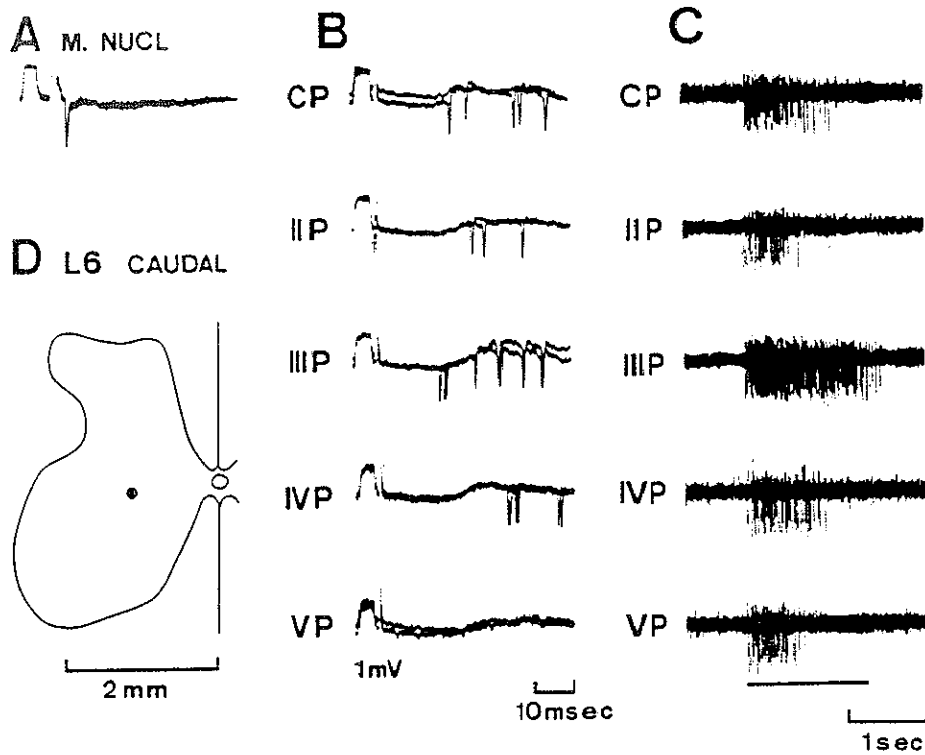 A M. NUCL
B
CP
IIP
IIIP
IVP
VP
1mV
10msec
C
CP
IIP
IIIP
IVP
VP
1sec
D L6 CAUDAL
2mm